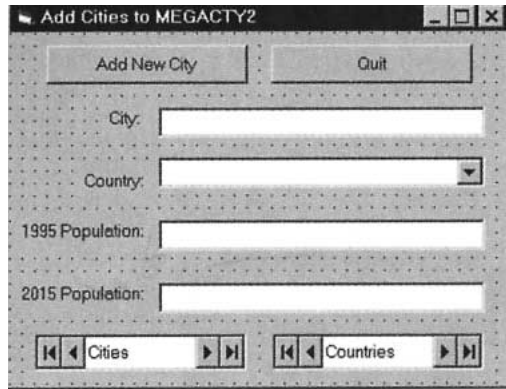 Add Cities to MEGACTY2
Add New City Quit
City:
Country:
1995 Population:
2015 Population:
Cities Countries